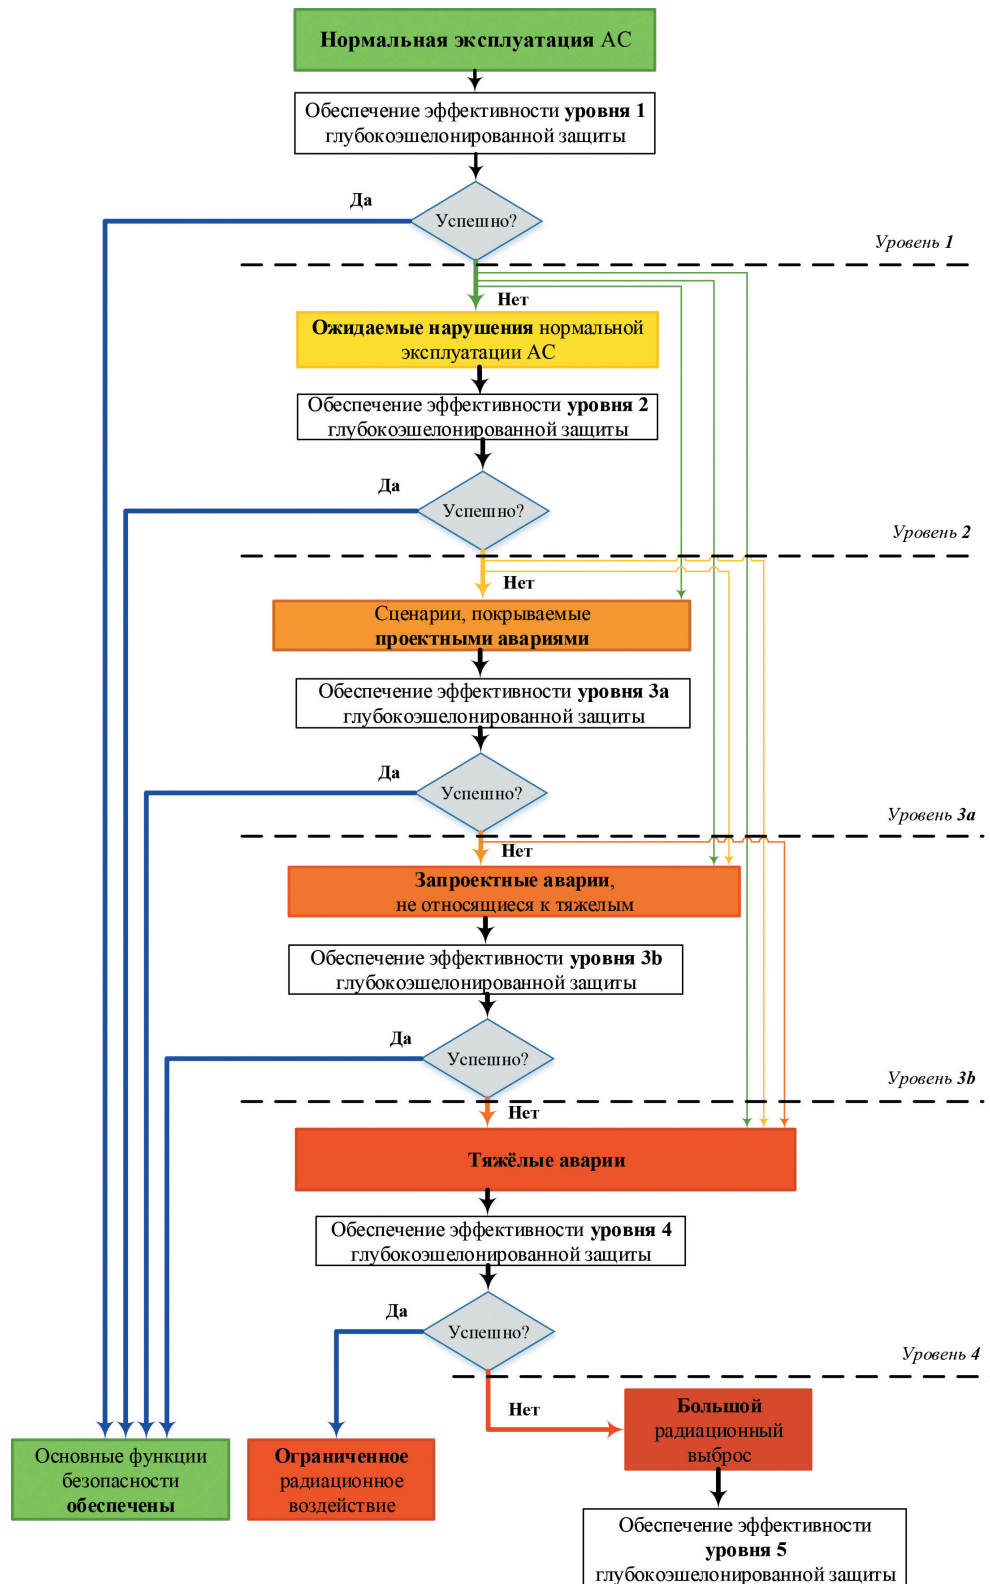 Нормальная эксплуатация АС
Обеспечение эффективности уровня 1
глубокоэшелонированной защиты
Да
Успешно?
Уровень 1
Нет
Ожидаемые нарушения нормальной
эксплуатации АС
Обеспечение эффективности уровня 2
глубокоэшелонированной защиты
Да
Успешно?
Уровень 2
Нет
Сценарии, покрываемые
проектными авариями
Обеспечение эффективности уровня 3a
глубокоэшелонированной защиты
Да
Успешно?
Уровень 3a
Нет
Запроектные аварии,
не относящиеся к тяжелым
Обеспечение эффективности уровня 3b
глубокоэшелонированной защиты
Да
Успешно?
Уровень 3b
Нет
Тяжёлые аварии
Обеспечение эффективности уровня 4
глубокоэшелонированной защиты
Да
Успешно?
Уровень 4
Нет
Большой
радиационный
выброс
Основные функции
безопасности
обеспечены
Ограниченное
радиационное
воздействие
Обеспечение эффективности
уровня 5
глубокоэшелонированной защиты